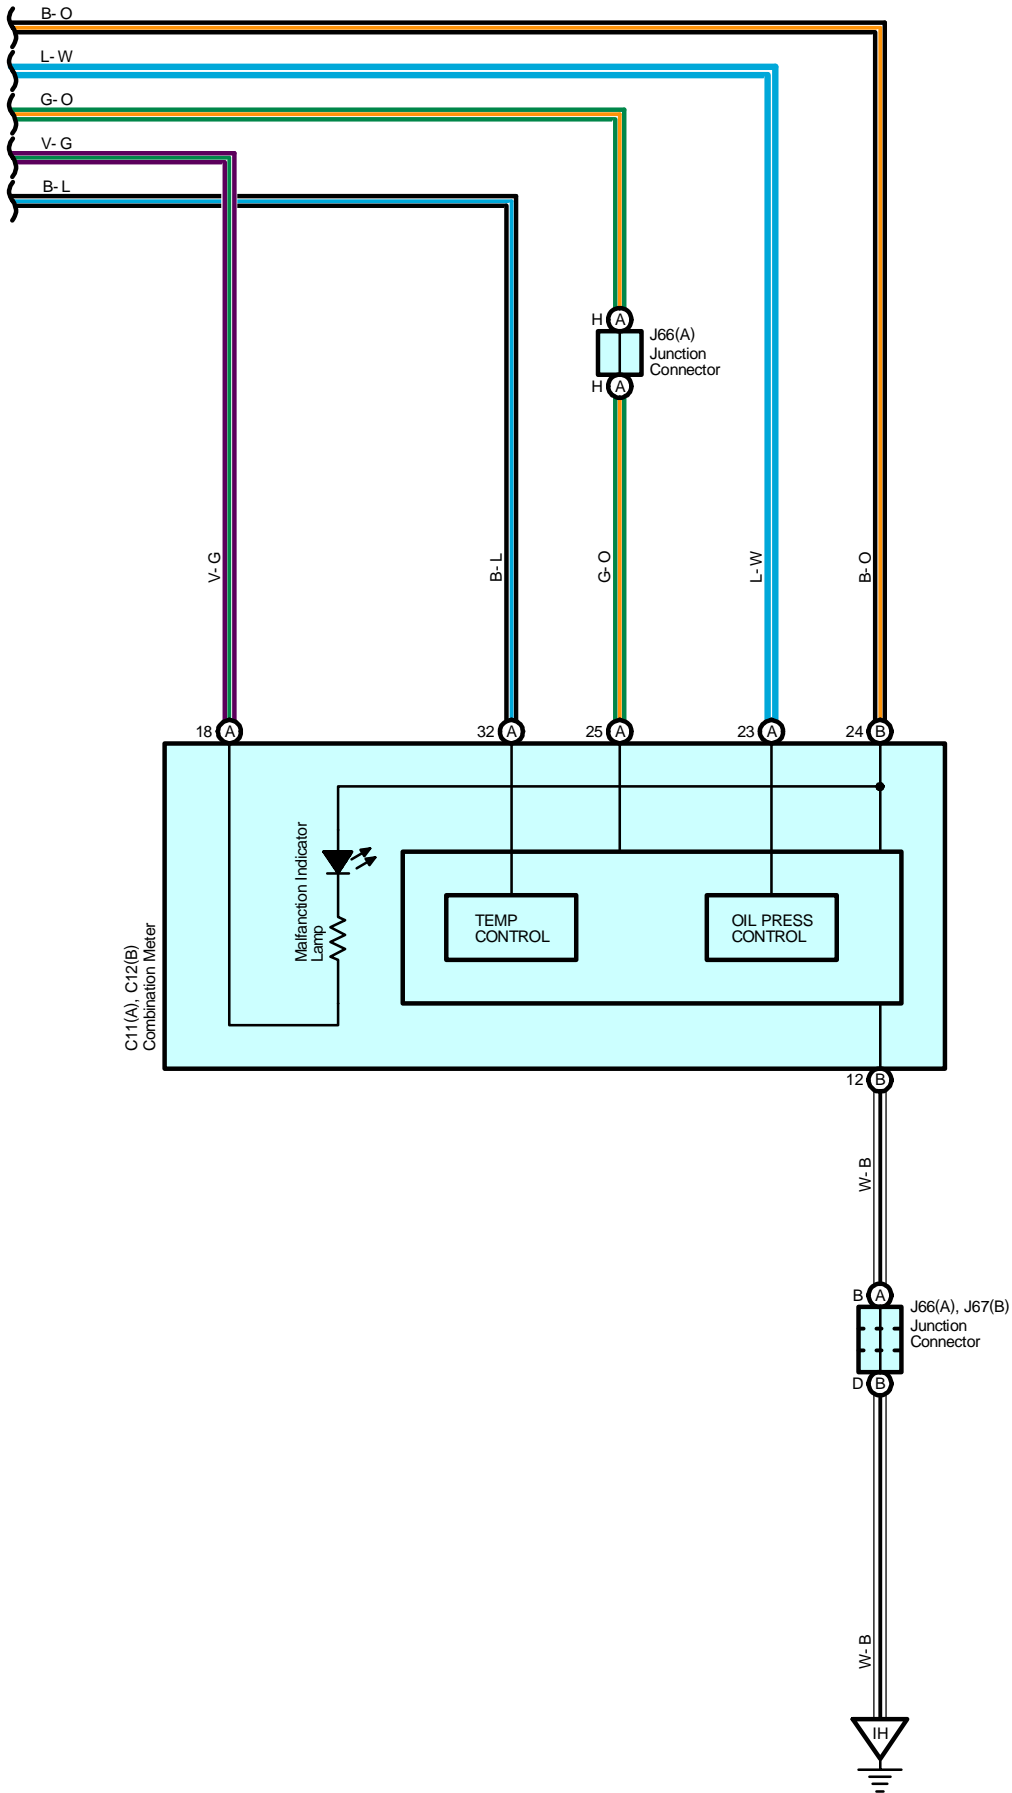 B-O
L-W
G-O
V-G
B-L
H A
J66(A)
Junction
Connector
H A
V-G
B-L
G-O
L-W
B-O
18 A
32 A
25 A
23 A
24 B
C11(A), C12(B)
Combination Meter
Malfanction Indicator
Lamp
TEMP
CONTROL
OIL PRESS
CONTROL
12 B
W-B
B A
J66(A), J67(B)
Junction
Connector
D B
W-B
IH